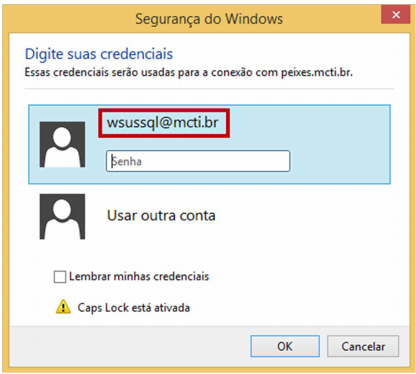 Segurança do Windows
Digite suas credenciais
Essas credenciais serão usadas para a conexão com peixes.mcti.br.
wsussql@mcti.br
Senha
Usar outra conta
Lembrar minhas credenciais
Caps Lock está ativada
OK Cancelar